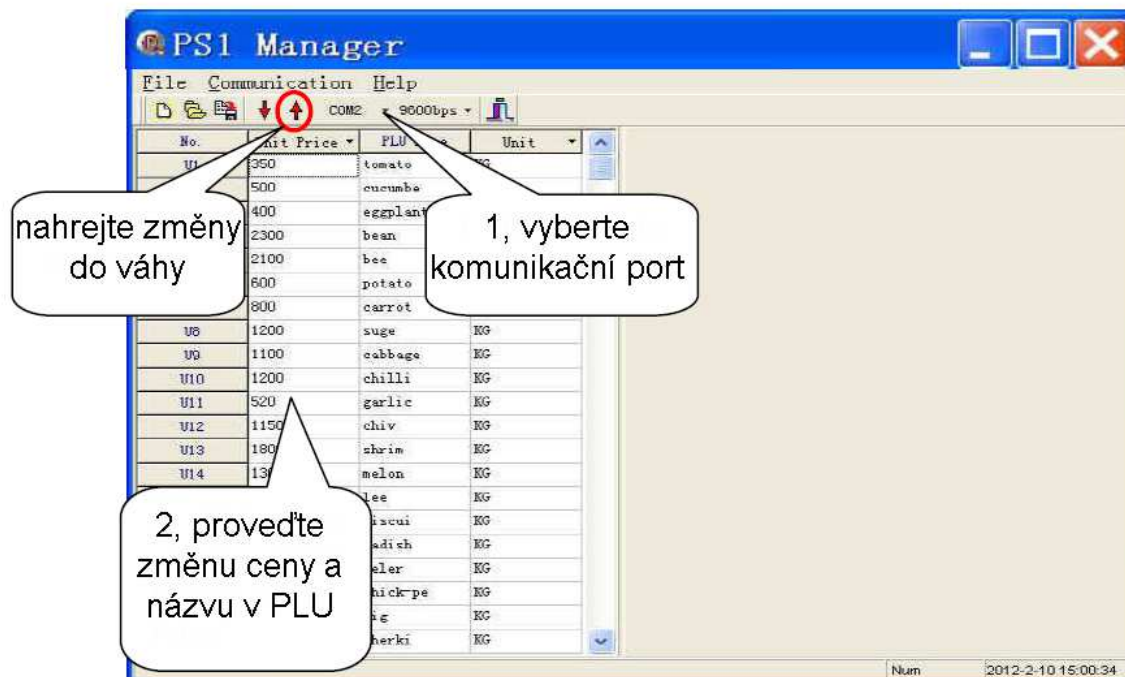 PS1 Manager
File Communication Help
COM2 9600bps
No. Unit Price PLU Unit
350 tomato
500 cucumbe
400 eggplant
2300 bean
2100 bee
600 potato
800 carrot
U8 1200 suge KG
U9 1100 cabbage KG
U10 1200 chilli KG
U11 520 garlic KG
U12 1150 chiv KG
U13 shrim KG
U14 melon KG
KG
KG
KG
KG
KG
KG
KG
nahrejte změny
do váhy
1, vyberte
komunikační port
2, proveďte
změnu ceny a
názvu v PLU
Num 2012-2-10 15:00:34